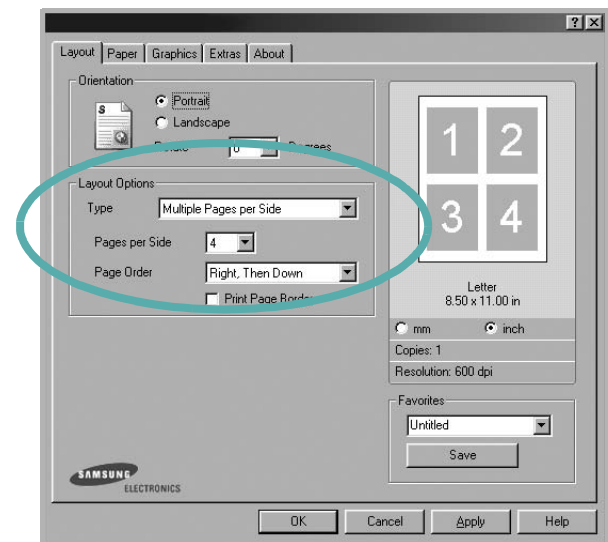 ? X
Layout Paper Graphics Extras About
Orientation
S
Portrait
Landscape
Rotate 0 Degrees
Layout Options
Type Multiple Pages per Side
Pages per Side 4
Page Order Right, Then Down
Print Page Border
1 2
3 4
Letter
8.50 x 11.00 in
mm inch
Copies: 1
Resolution: 600 dpi
Favorites
Untitled
Save
SAMSUNG
ELECTRONICS
OK Cancel Apply Help